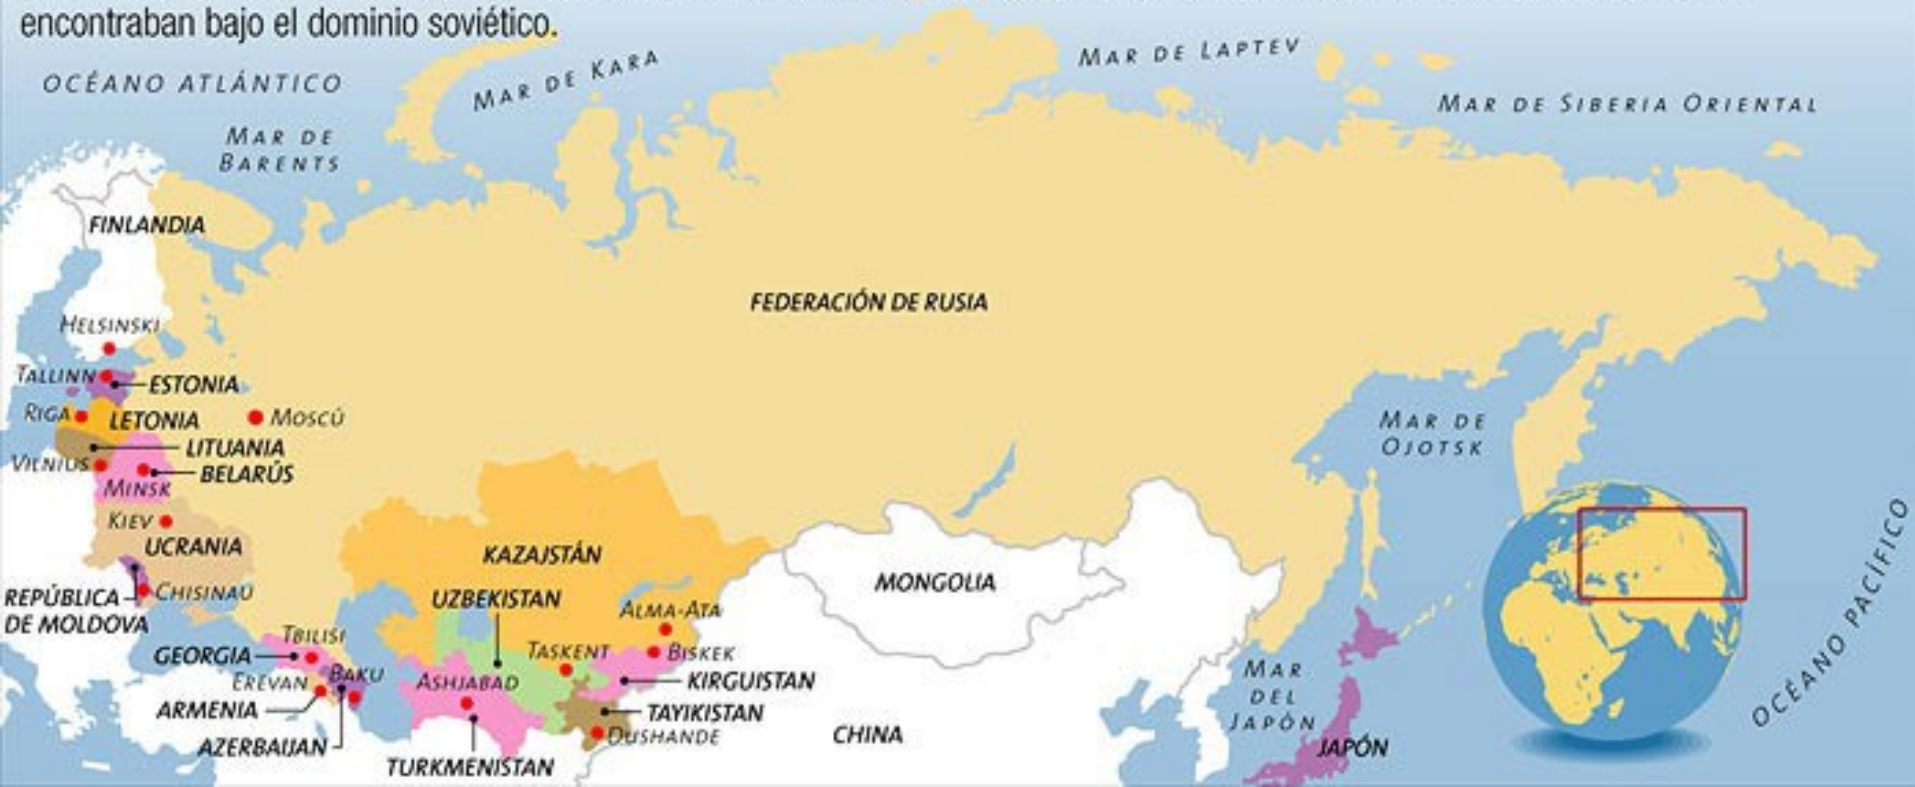 encontraban bajo el dominio soviético.
OCÉANO ATLÁNTICO
MAR DE KARA
MAR DE LAPTEV
MAR DE SIBERIA ORIENTAL
MAR DE
BARENTS
FINLANDIA
FEDERACIÓN DE RUSIA
HELSINSKI
TALLINN
ESTONIA
RIGA
LETONIA
MOSCÚ
LITUANIA
VILNIUS
BELARÚS
MINSK
MAR DE
OJOTSK
KIEV
UCRANIA
KAZAJSTÁN
MONGOLIA
REPÚBLICA
DE MOLDOVA
CHISINAÚ
UZBEKISTAN
ALMA-ATA
OCÉANO PACÍFICO
TBILISI
GEORGIA
TASKENT
BISKEK
EREVAN
BAKU
ASHJABAD
KIRGUISTAN
MAR
DEL
JAPÓN
ARMENIA
TAYIKISTAN
AZERBAIJAN
DUSHANDE
CHINA
JAPÓN
TURKMENISTAN